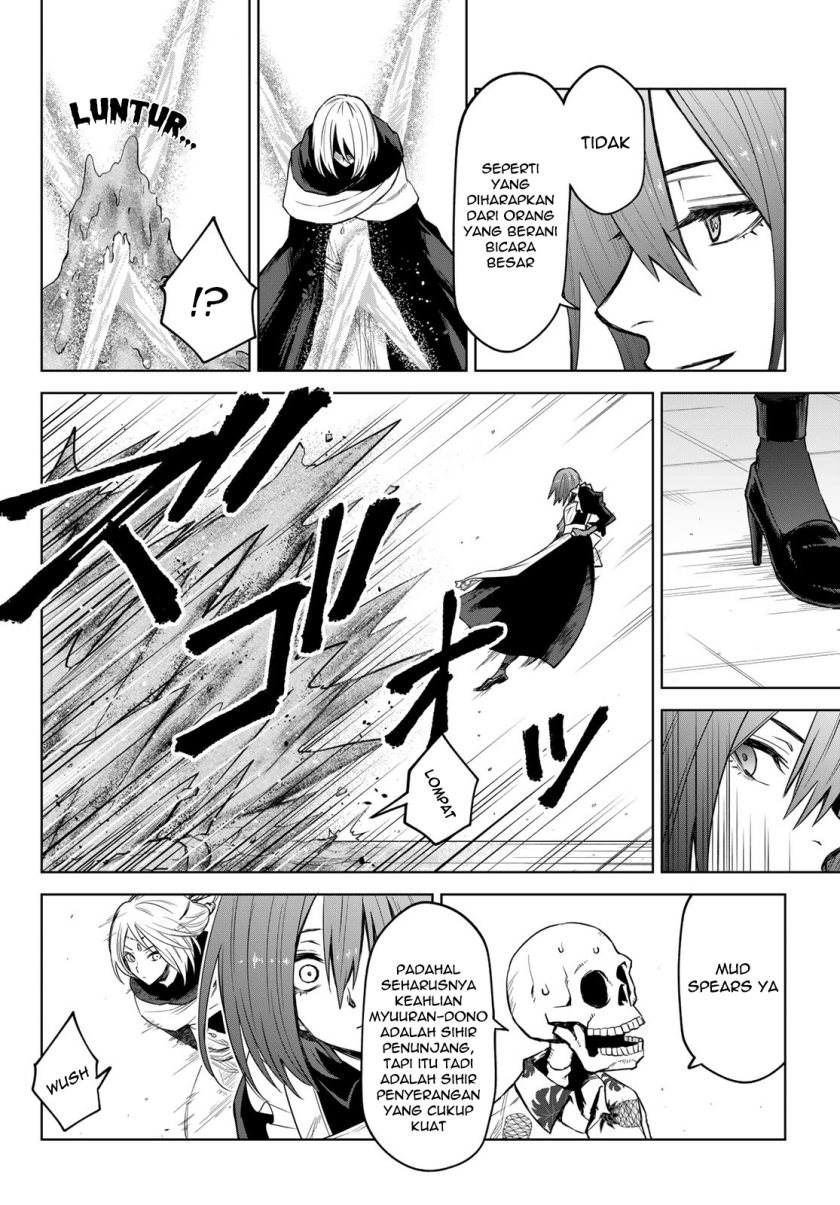 TIDAK
SEPERTI
YANG
DIHARAPKAN
DARI ORANG
YANG BERANI
BICARA
BESAR
LUNTUR...
!?
ズ
ゴ
オ
ッ
LOMPAT
MUD
SPEARS YA
PADAHAL
SEHARUSNYA
KEAHLIAN
MYUURAN-DONO
ADALAH SIHIR
PENUNJANG,
TAPI ITU TADI
ADALAH SIHIR
PENYERANGAN
YANG CUKUP
KUAT
WUSH